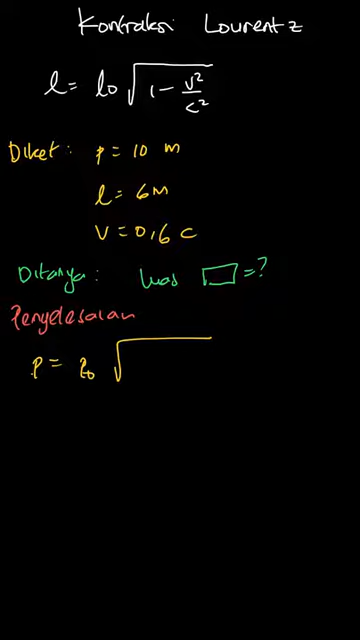 Kontraksi Lourentz
l = lo √1 - v²/c²
Diket : p = 10 m
l = 6 m
v = 0,6 c
Ditanya : luas ▭ = ?
Penyelesaian
p = po √